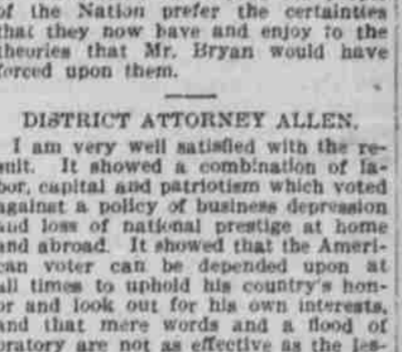 of the Nation prefer the certainties
that they now have and enjoy to the
theories that Mr. Bryan would have
forced upon them.
DISTRICT ATTORNEY ALLEN.
I am very well satisfied with the re-
sult. It showed a combination of la-
bor, capital and patriotism which voted
against a policy of business depression
and loss of national prestige at home
and abroad. It showed that the Ameri-
can voter can be depended upon at
all times to uphold his country's hon-
or and look out for his own interests,
and that mere words and a flood of
oratory are not as effective as the les-